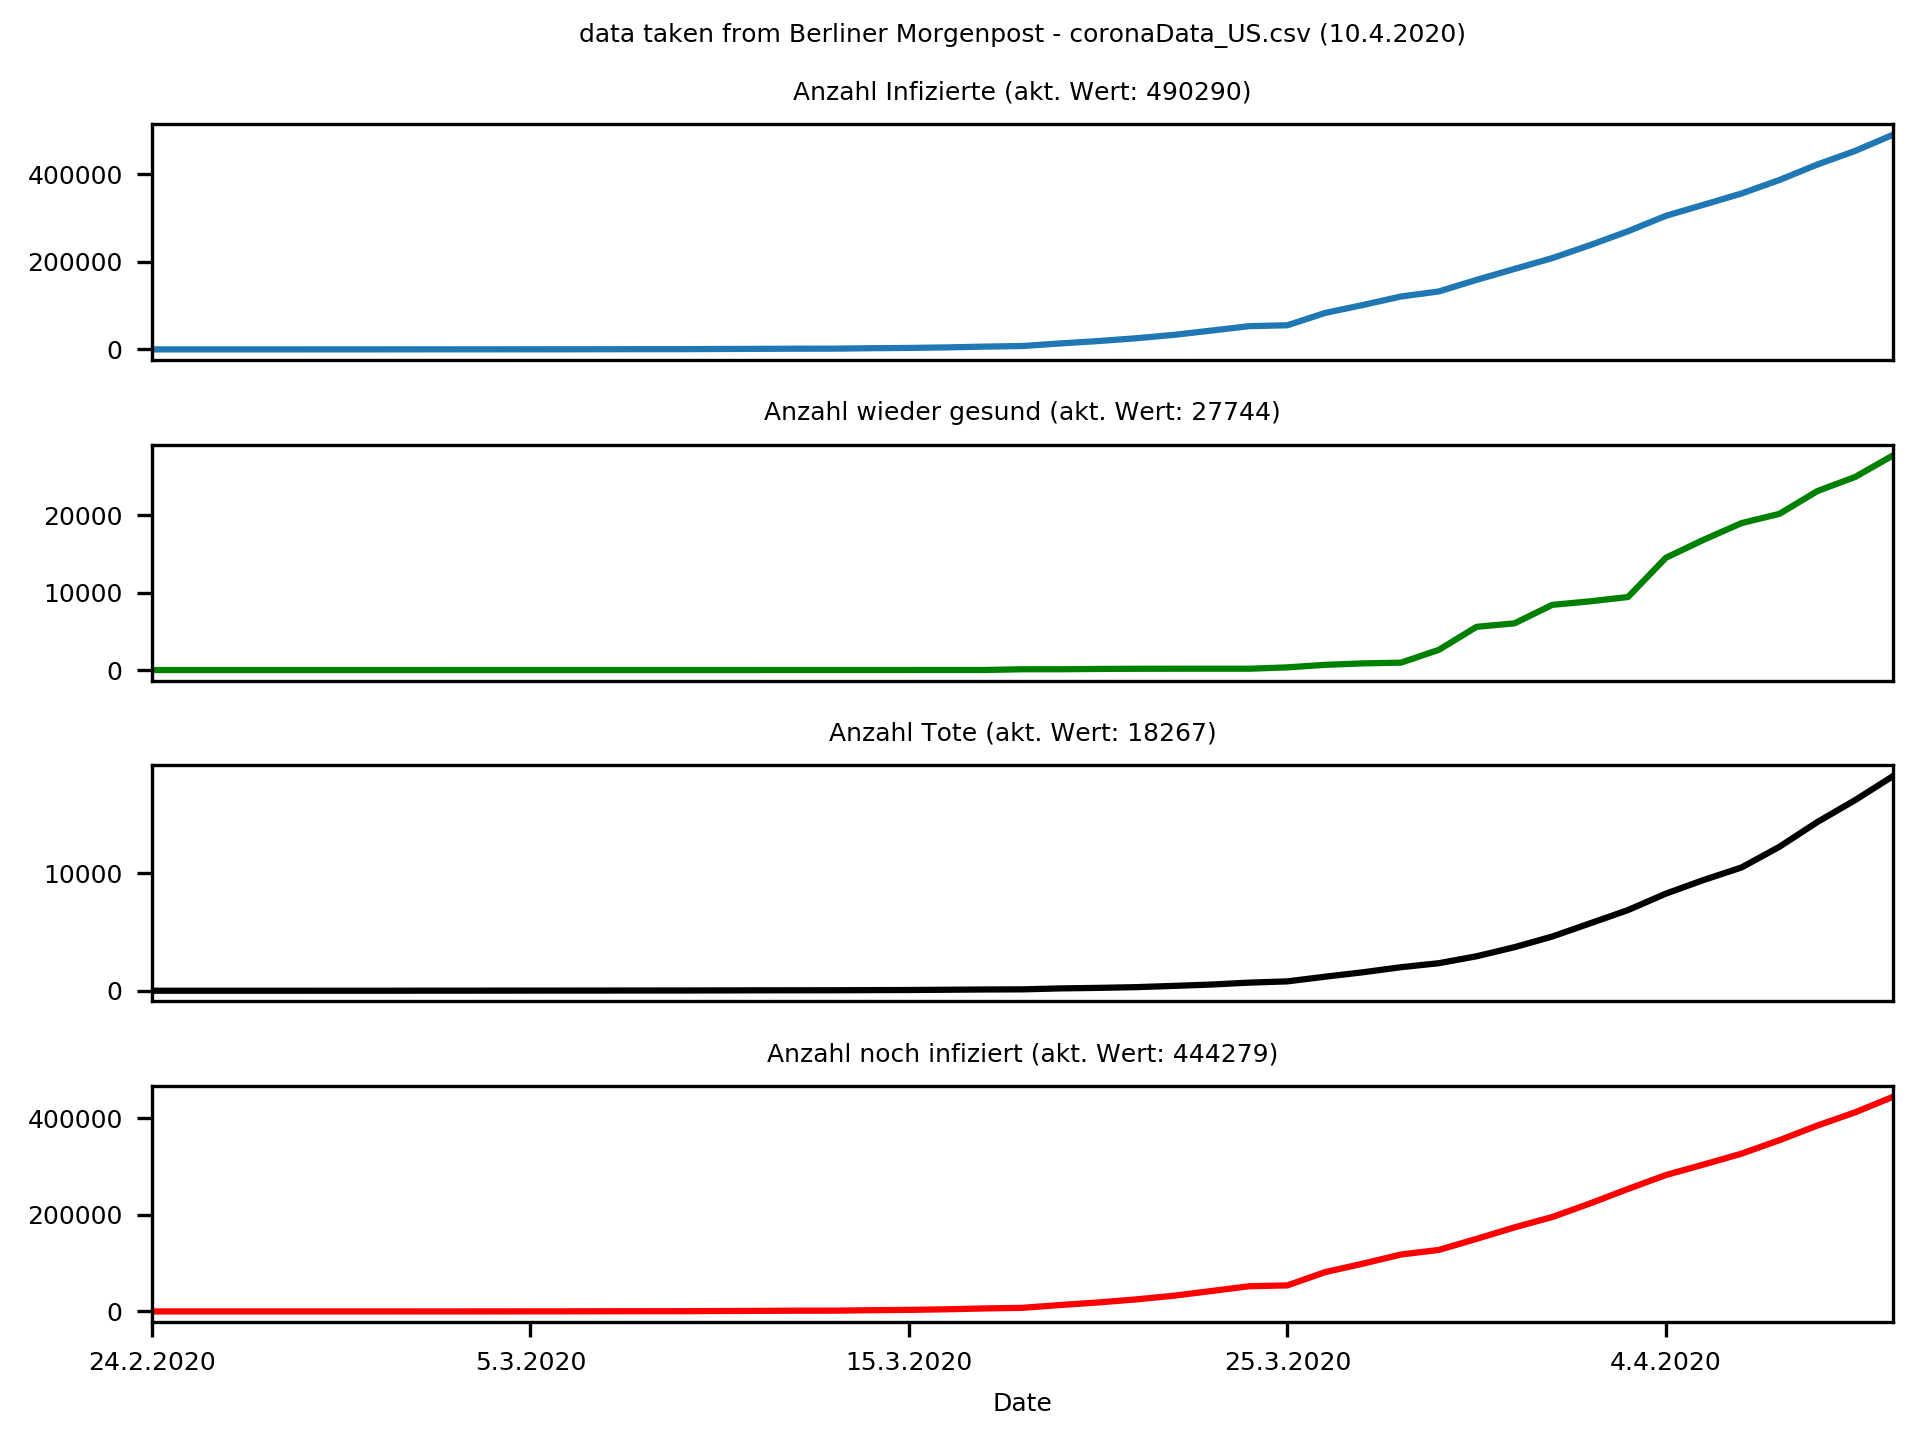 data taken from Berliner Morgenpost - coronaData_US.csv (10.4.2020)
Anzahl Infizierte (akt. Wert: 490290)
400000
200000
0
Anzahl wieder gesund (akt. Wert: 27744)
20000
10000
0
Anzahl Tote (akt. Wert: 18267)
10000
0
Anzahl noch infiziert (akt. Wert: 444279)
400000
200000
0
24.2.2020 5.3.2020 15.3.2020 25.3.2020 4.4.2020
Date